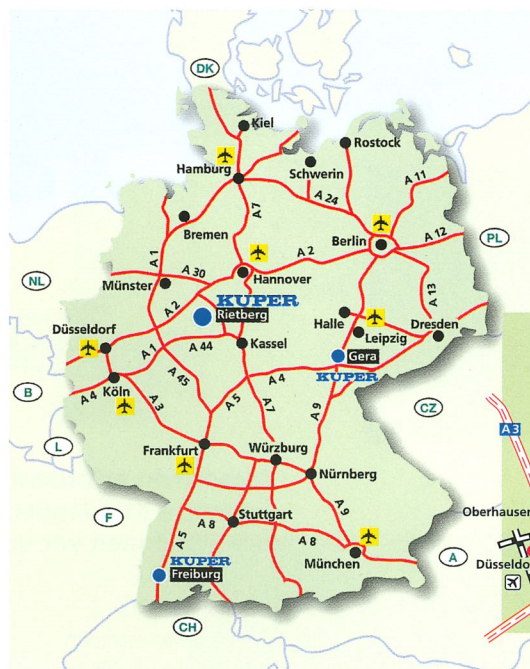 DK
Kiel
Rostock
Hamburg
Schwerin
A 11
A 24
A 7
Bremen
A 1
Berlin
A 12
PL
A 2
NL
A 30
Hannover
Münster
A 13
A 2
KUPER
Rietberg
Halle
Düsseldorf
Leipzig
Dresden
A 1
A 44
Kassel
Gera
KUPER
B
A 4
Köln
A 45
A 5
A 4
A 7
A 9
CZ
A 3
A3
L
Frankfurt
Würzburg
Nürnberg
Oberhausen
F
Stuttgart
A 9
A 8
A 8
A 5
München
A
Düsseldo
KUPER
Freiburg
CH